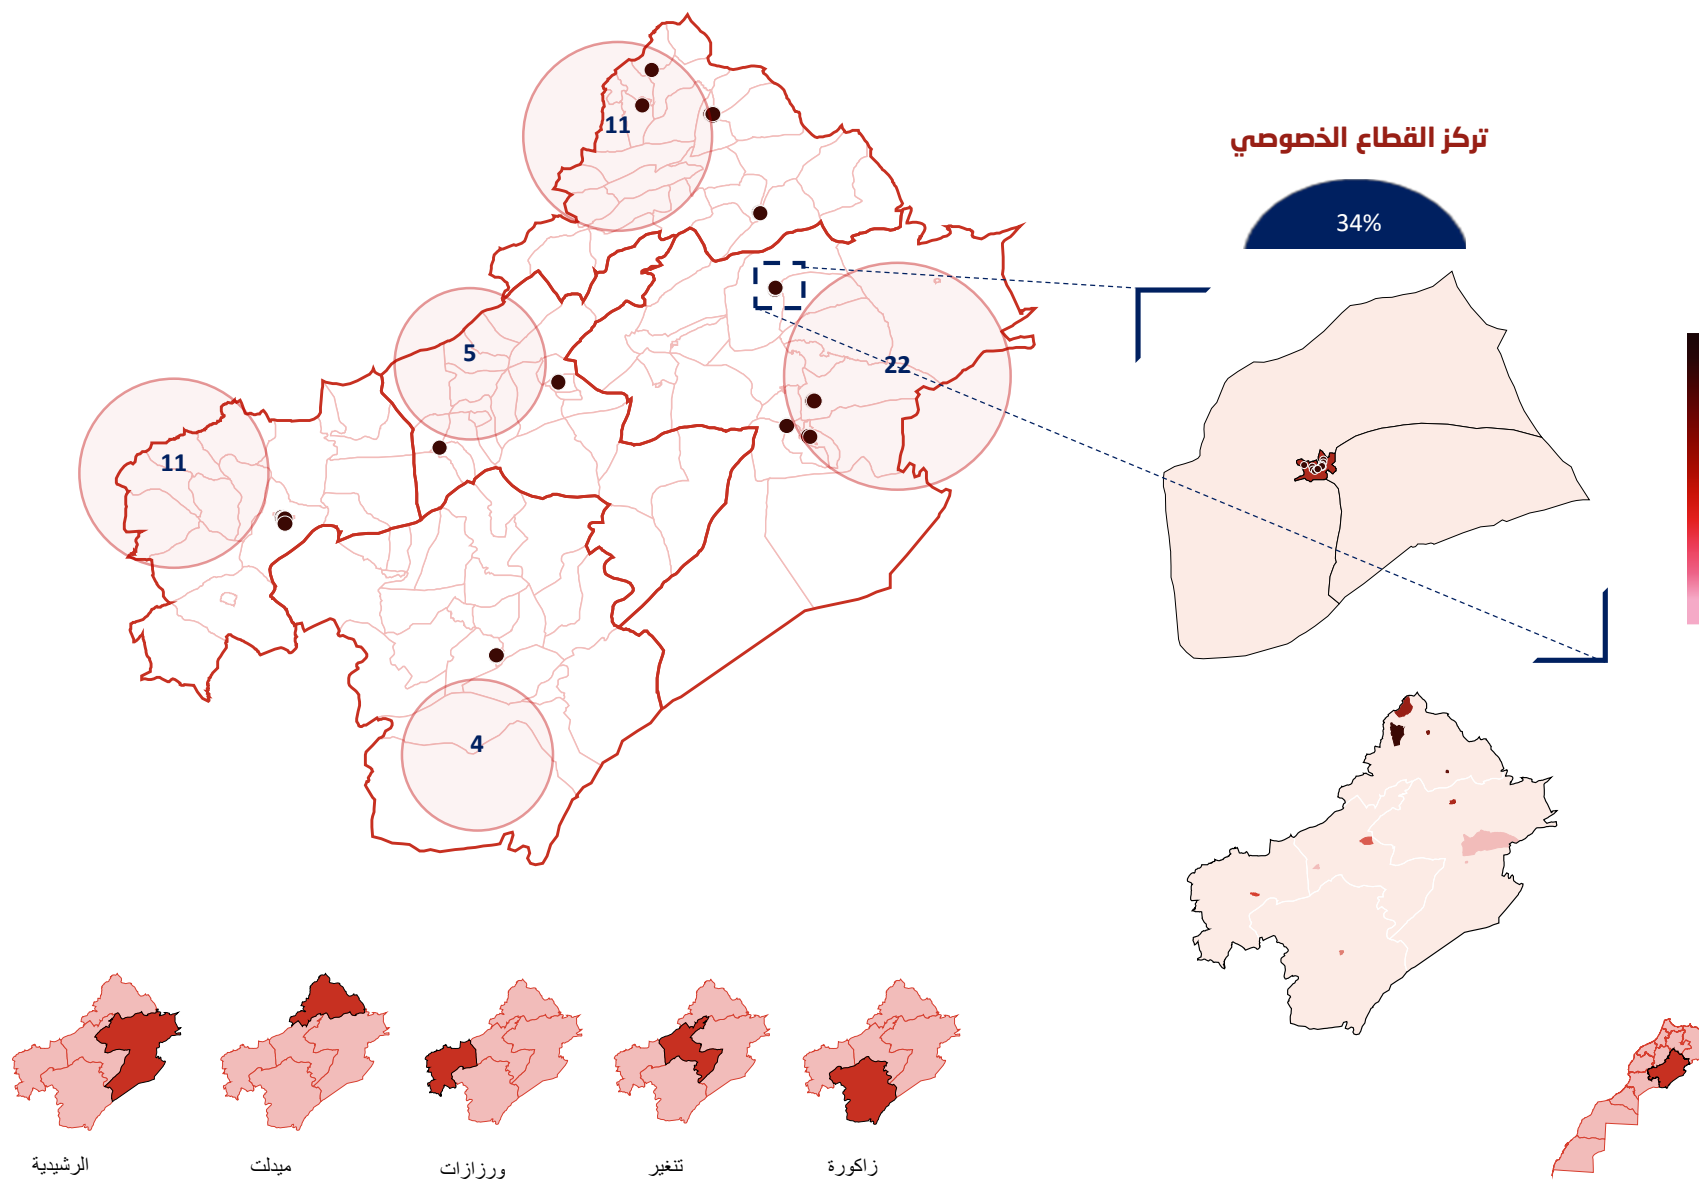 11
تركز القطاع الخصوصي
34%
5
22
11
4
الرشيدية
ميدلت
ورزازات
تنغير
زاكورة